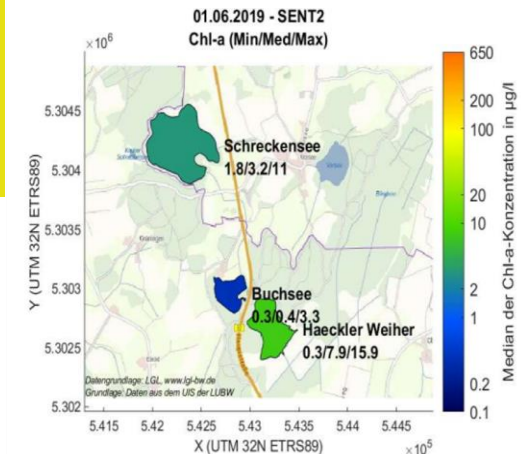 01.06.2019 - SENT2
Chl-a (Min/Med/Max)
×10⁶
5.3045
5.304
5.3035
5.303
5.3025
5.302
Y (UTM 32N ETRS89)
Schreckensee
1.8/3.2/11
Buchsee
0.3/0.4/3.3
Haeckler Weiher
0.3/7.9/15.9
Datengrundlage: LGL, www.lgl-bw.de
Grundlage: Daten aus dem UIS der LUBW
5.415
5.42
5.425
5.43
5.435
5.44
5.445
X (UTM 32N ETRS89)
×10⁵
650
200
100
20
10
2
1
0.2
0.1
Median der Chl-a-Konzentration in µg/l